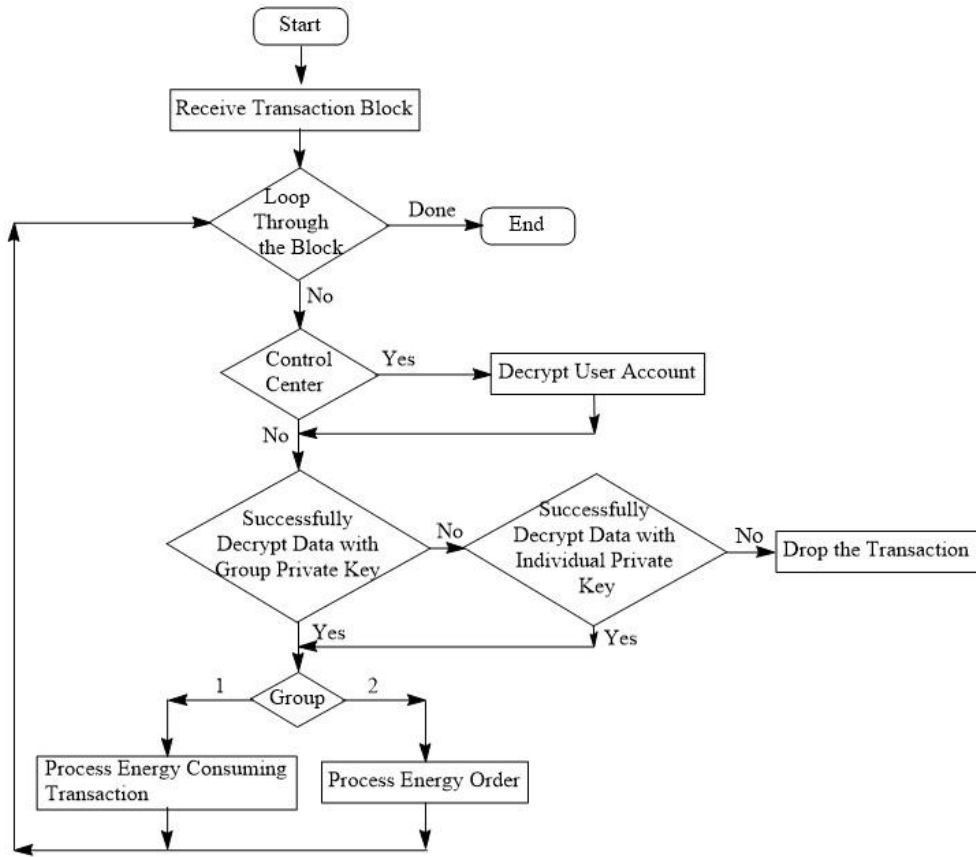 Start
Receive Transaction Block
Loop
Through
the Block
Done
End
No
Control
Center
Yes
Decrypt User Account
No
Successfully
Decrypt Data with
Group Private Key
No
Successfully
Decrypt Data with
Individual Private
Key
No
Drop the Transaction
Yes
Yes
1
Group
2
Process Energy Consuming
Transaction
Process Energy Order